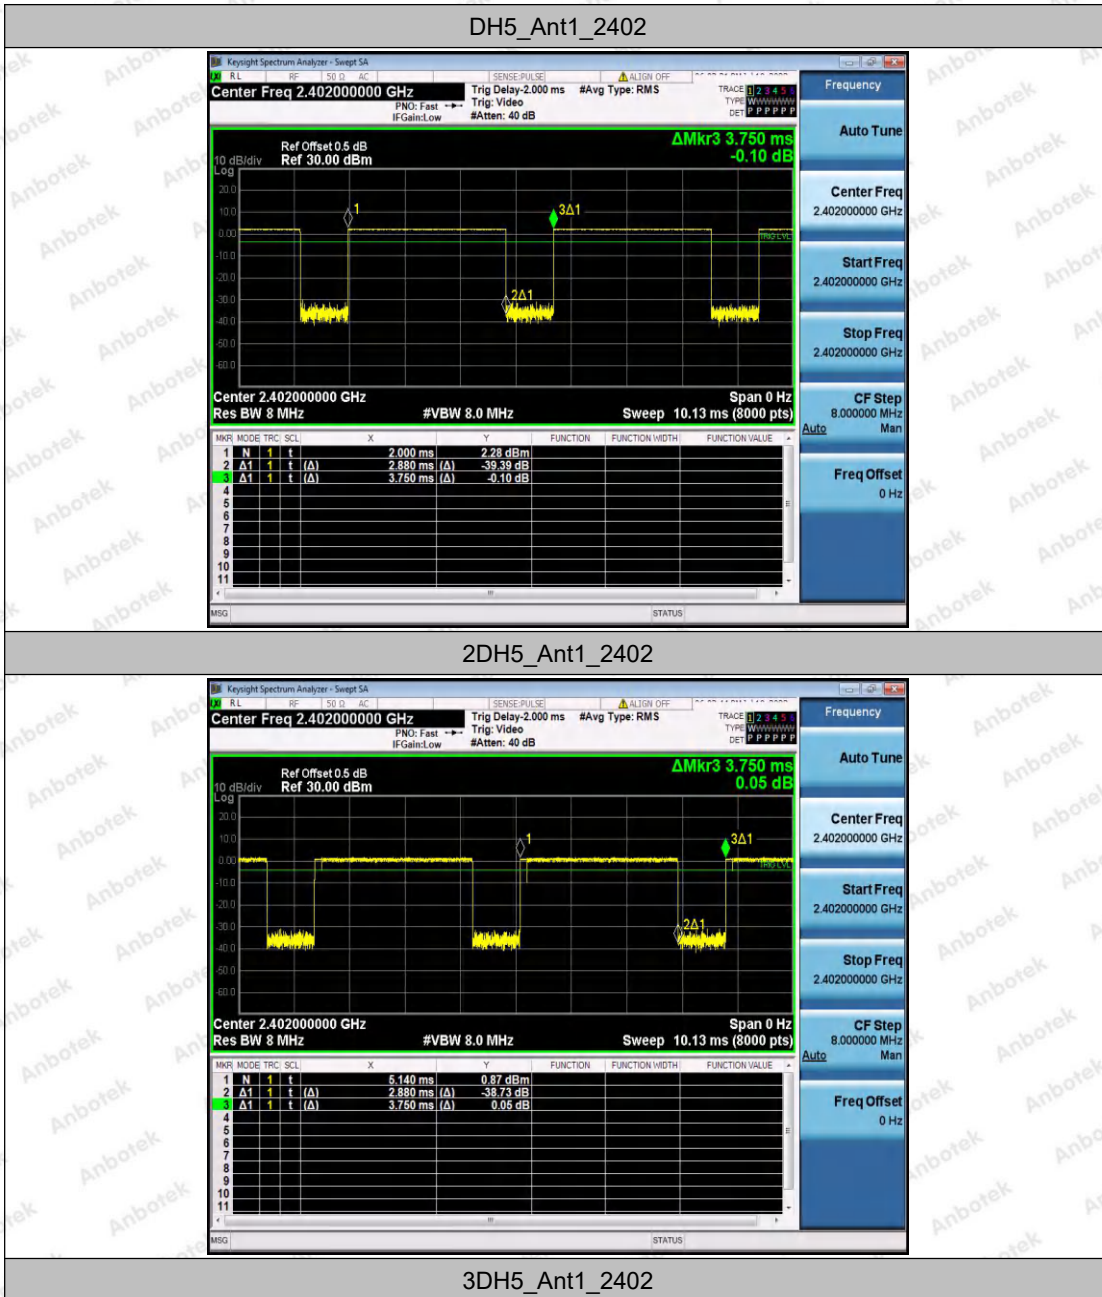 DH5_Ant1_2402
Keysight Spectrum Analyzer - Swept SA
RL RF 50 Ω AC SENSE:PULSE ALIGN OFF
Center Freq 2.402000000 GHz
PNO: Fast
IFGain:Low
Trig Delay-2.000 ms
Trig: Video
#Atten: 40 dB
#Avg Type: RMS
TRACE 1 2 3 4 5 6
TYPE WWWWWW
DET P P P P P P
Frequency
Auto Tune
Center Freq
2.402000000 GHz
Start Freq
2.402000000 GHz
Stop Freq
2.402000000 GHz
CF Step
8.000000 MHz
Auto Man
Freq Offset
0 Hz
ΔMkr3 3.750 ms
-0.10 dB
Ref Offset 0.5 dB
10 dB/div Ref 30.00 dBm
Log
20.0
10.0
0.00
-10.0
-20.0
-30.0
-40.0
-50.0
-60.0
1
3Δ1
2Δ1
TRIG LVL
Center 2.402000000 GHz Span 0 Hz
Res BW 8 MHz #VBW 8.0 MHz Sweep 10.13 ms (8000 pts)
MKR MODE TRC SCL X Y FUNCTION FUNCTION WIDTH FUNCTION VALUE
1 N 1 t 2.000 ms 2.28 dBm
2 Δ1 1 t (Δ) 2.880 ms (Δ) -39.39 dB
3 Δ1 1 t (Δ) 3.750 ms (Δ) -0.10 dB
4
5
6
7
8
9
10
11
MSG STATUS
2DH5_Ant1_2402
Keysight Spectrum Analyzer - Swept SA
RL RF 50 Ω AC SENSE:PULSE ALIGN OFF
Center Freq 2.402000000 GHz
PNO: Fast
IFGain:Low
Trig Delay-2.000 ms
Trig: Video
#Atten: 40 dB
#Avg Type: RMS
TRACE 1 2 3 4 5 6
TYPE WWWWWW
DET P P P P P P
Frequency
Auto Tune
Center Freq
2.402000000 GHz
Start Freq
2.402000000 GHz
Stop Freq
2.402000000 GHz
CF Step
8.000000 MHz
Auto Man
Freq Offset
0 Hz
ΔMkr3 3.750 ms
0.05 dB
Ref Offset 0.5 dB
10 dB/div Ref 30.00 dBm
Log
20.0
10.0
0.00
-10.0
-20.0
-30.0
-40.0
-50.0
-60.0
1
3Δ1
2Δ1
TRIG LVL
Center 2.402000000 GHz Span 0 Hz
Res BW 8 MHz #VBW 8.0 MHz Sweep 10.13 ms (8000 pts)
MKR MODE TRC SCL X Y FUNCTION FUNCTION WIDTH FUNCTION VALUE
1 N 1 t 5.140 ms 0.87 dBm
2 Δ1 1 t (Δ) 2.880 ms (Δ) -38.73 dB
3 Δ1 1 t (Δ) 3.750 ms (Δ) 0.05 dB
4
5
6
7
8
9
10
11
MSG STATUS
3DH5_Ant1_2402